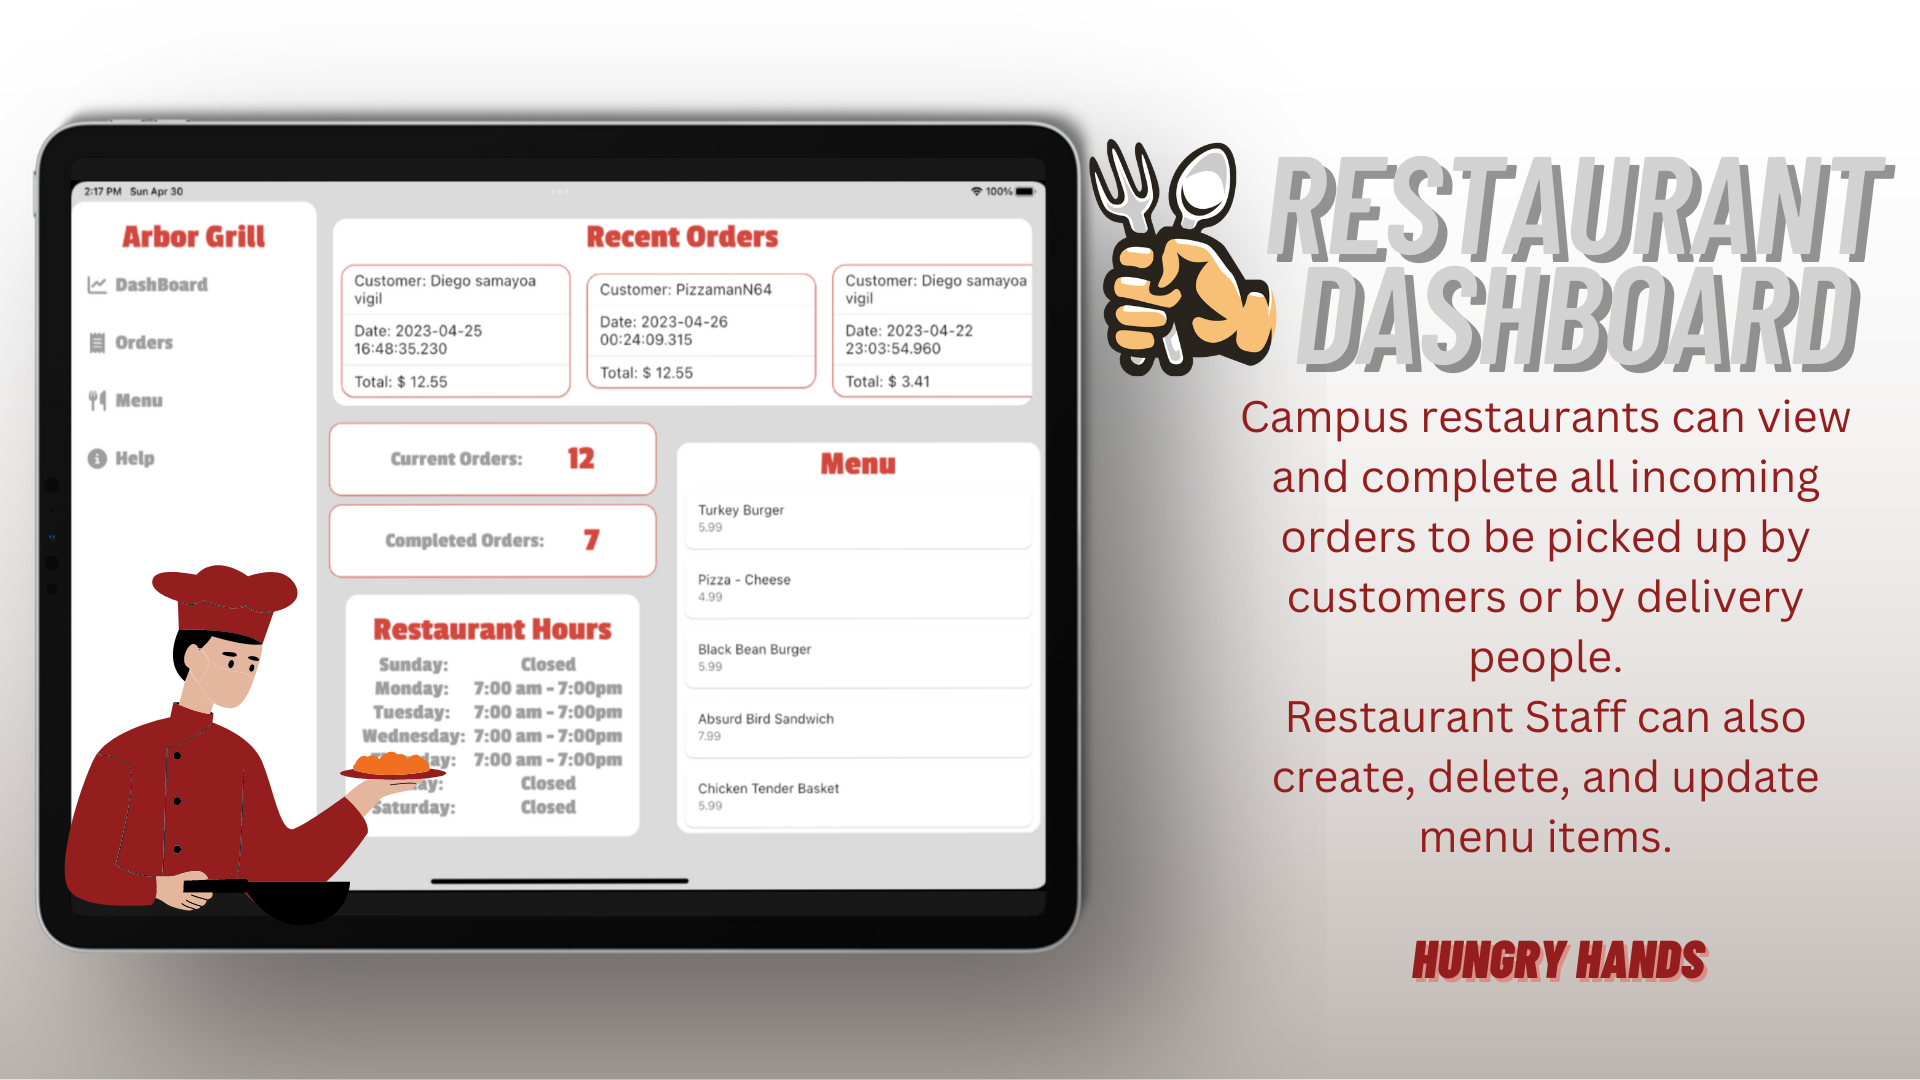 2:17 PM Sun Apr 30
100%
Arbor Grill
DashBoard
Orders
Menu
Help
Recent Orders
Customer: Diego samayoa
vigil
Date: 2023-04-25
16:48:35.230
Total: $ 12.55
Customer: PizzamanN64
Date: 2023-04-26
00:24:09.315
Total: $ 12.55
Customer: Diego samayoa
vigil
Date: 2023-04-22
23:03:54.960
Total: $ 3.41
Current Orders: 12
Completed Orders: 7
Restaurant Hours
Sunday: Closed
Monday: 7:00 am - 7:00pm
Tuesday: 7:00 am - 7:00pm
Wednesday: 7:00 am - 7:00pm
ay: 7:00 am - 7:00pm
ay: Closed
Saturday: Closed
Menu
Turkey Burger
5.99
Pizza - Cheese
4.99
Black Bean Burger
5.99
Absurd Bird Sandwich
7.99
Chicken Tender Basket
5.99
RESTAURANT
DASHBOARD
Campus restaurants can view
and complete all incoming
orders to be picked up by
customers or by delivery
people.
Restaurant Staff can also
create, delete, and update
menu items.
HUNGRY HANDS